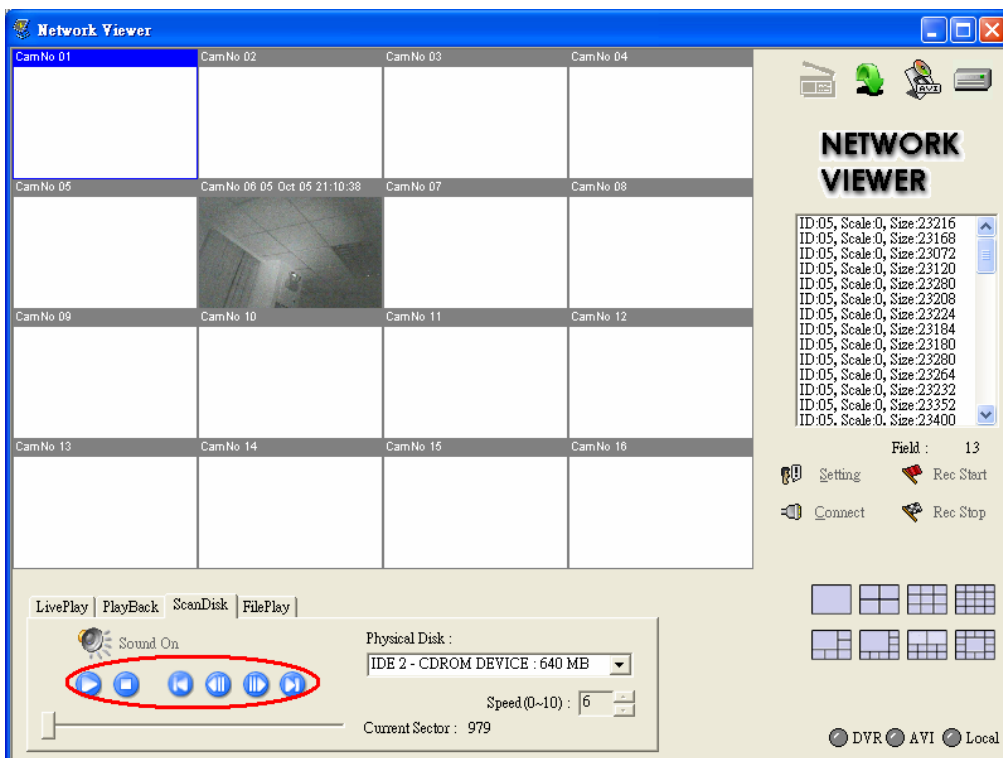 Network Viewer
CamNo 01 CamNo 02 CamNo 03 CamNo 04
AVI
NETWORK
VIEWER
CamNo 05 CamNo 06 05 Oct 05 21:10:38 CamNo 07 CamNo 08
ID:05, Scale:0, Size:23216
ID:05, Scale:0, Size:23168
ID:05, Scale:0, Size:23072
ID:05, Scale:0, Size:23120
ID:05, Scale:0, Size:23280
ID:05, Scale:0, Size:23208
ID:05, Scale:0, Size:23224
ID:05, Scale:0, Size:23184
ID:05, Scale:0, Size:23180
ID:05, Scale:0, Size:23280
ID:05, Scale:0, Size:23264
ID:05, Scale:0, Size:23232
ID:05, Scale:0, Size:23352
ID:05, Scale:0, Size:23400
CamNo 09 CamNo 10 CamNo 11 CamNo 12
CamNo 13 CamNo 14 CamNo 15 CamNo 16
Field : 13
Setting Rec Start
Connect Rec Stop
LivePlay PlayBack ScanDisk FilePlay
Sound On
Physical Disk :
IDE 2 - CDROM DEVICE : 640 MB
Speed(0~10) : 6
Current Sector : 979
DVR AVI Local